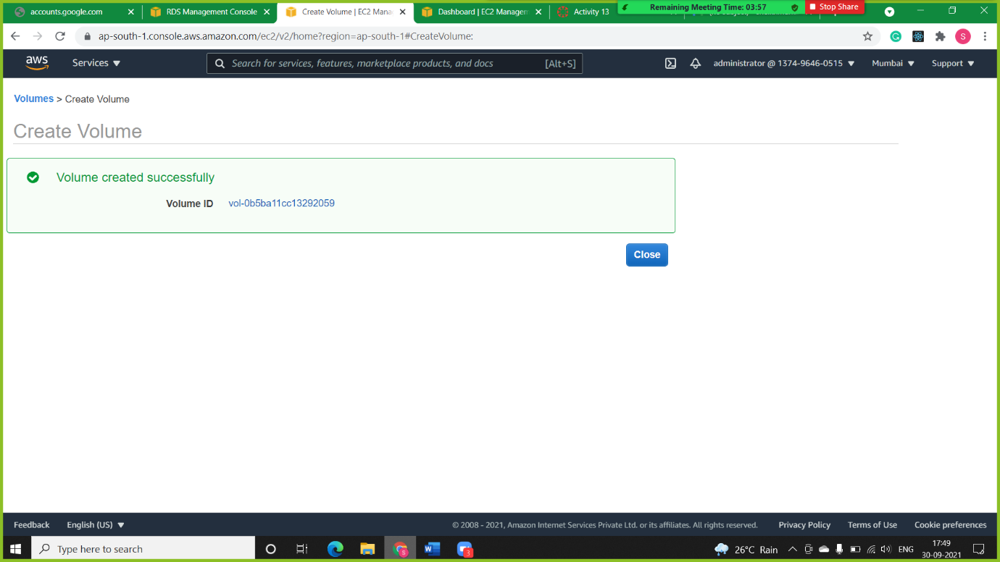 accounts.google.com
RDS Management Console
Create Volume | EC2 Mana
Dashboard | EC2 Managem
Activity 13
Remaining Meeting Time: 03:57
Stop Share
ap-south-1.console.aws.amazon.com/ec2/v2/home?region=ap-south-1#CreateVolume:
S
aws
Services
Search for services, features, marketplace products, and docs
[Alt+S]
administrator @ 1374-9646-0515
Mumbai
Support
Volumes > Create Volume
Create Volume
Volume created successfully
Volume ID vol-0b5ba11cc13292059
Close
Feedback
English (US)
© 2008 - 2021, Amazon Internet Services Private Ltd. or its affiliates. All rights reserved.
Privacy Policy
Terms of Use
Cookie preferences
Type here to search
3
26°C Rain
ENG
17:49
30-09-2021